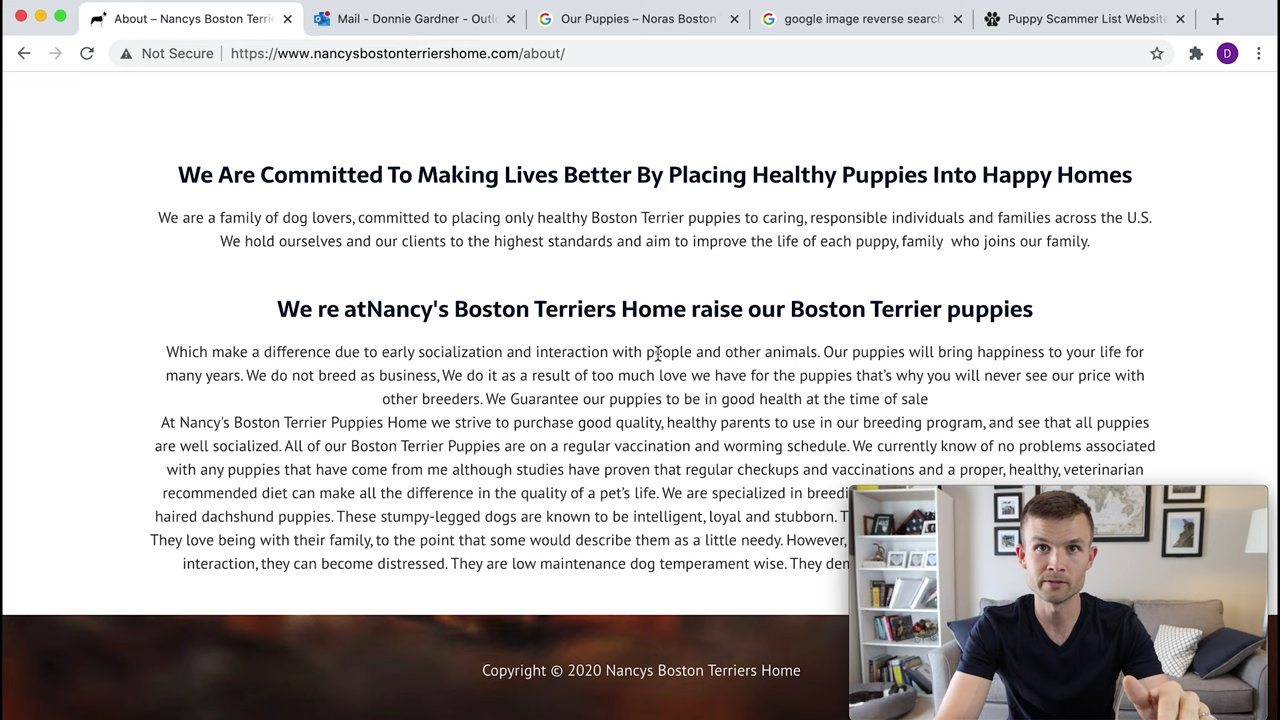 About – Nancys Boston Terrie
Mail - Donnie Gardner - Outl
Our Puppies – Noras Boston
google image reverse search
Puppy Scammer List Website
Not Secure
https://www.nancysbostonterriershome.com/about/
D
We Are Committed To Making Lives Better By Placing Healthy Puppies Into Happy Homes
We are a family of dog lovers, committed to placing only healthy Boston Terrier puppies to caring, responsible individuals and families across the U.S.
We hold ourselves and our clients to the highest standards and aim to improve the life of each puppy, family who joins our family.
We re atNancy's Boston Terriers Home raise our Boston Terrier puppies
Which make a difference due to early socialization and interaction with people and other animals. Our puppies will bring happiness to your life for
many years. We do not breed as business, We do it as a result of too much love we have for the puppies that's why you will never see our price with
other breeders. We Guarantee our puppies to be in good health at the time of sale
At Nancy's Boston Terrier Puppies Home we strive to purchase good quality, healthy parents to use in our breeding program, and see that all puppies
are well socialized. All of our Boston Terrier Puppies are on a regular vaccination and worming schedule. We currently know of no problems associated
with any puppies that have come from me although studies have proven that regular checkups and vaccinations and a proper, healthy, veterinarian
recommended diet can make all the difference in the quality of a pet's life. We are specialized in breedi
haired dachshund puppies. These stumpy-legged dogs are known to be intelligent, loyal and stubborn. T
They love being with their family, to the point that some would describe them as a little needy. However,
interaction, they can become distressed. They are low maintenance dog temperament wise. They den
Copyright © 2020 Nancys Boston Terriers Home